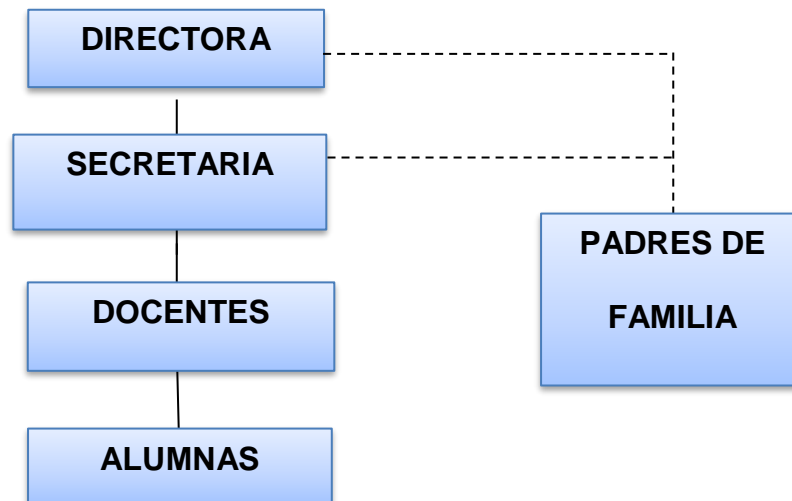 DIRECTORA
SECRETARIA
PADRES DE
FAMILIA
DOCENTES
ALUMNAS